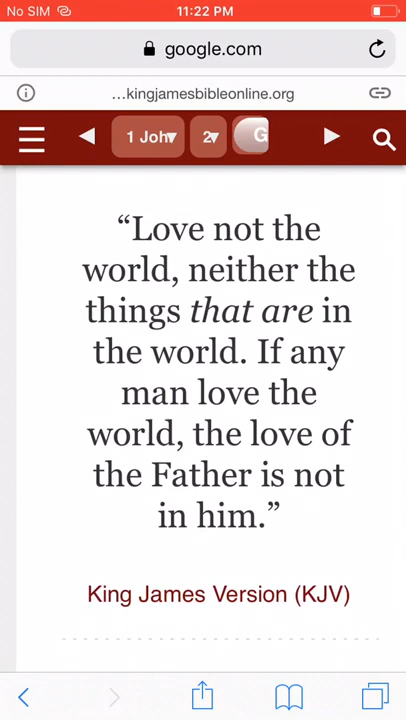 No SIM 11:22 PM
google.com
...kingjamesbibleonline.org
1 Joh 2 G
“Love not the
world, neither the
things that are in
the world. If any
man love the
world, the love of
the Father is not
in him.”
King James Version (KJV)